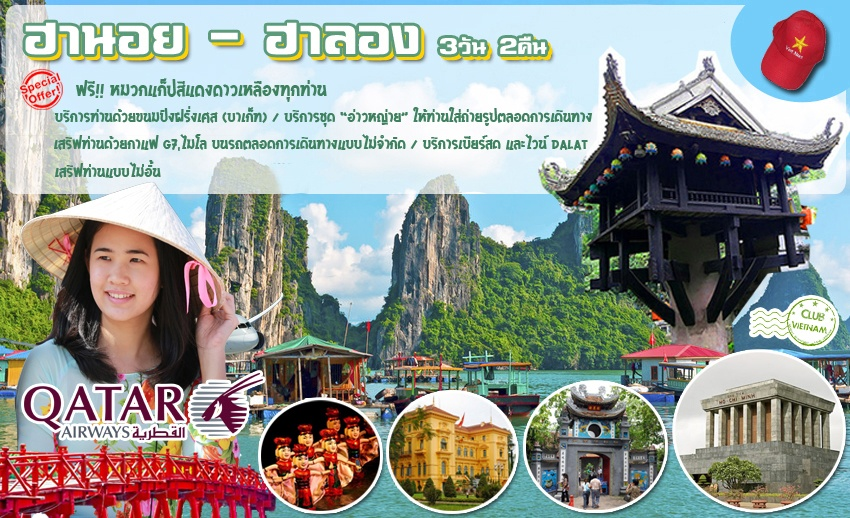 ฮานอย - ฮาลอง 3วัน 2คืน
Special Offer!
ฟรี!! หมวกแก็ปสีแดงดาวเหลืองทุกท่าน
บริการท่านด้วยขนมปังฝรั่งเศส (บาเก็ท) / บริการชุด "อ่าวหญ่าย" ให้ท่านใส่ถ่ายรูปตลอดการเดินทาง
เสริฟท่านด้วยกาแฟ G7,ไมโล บนรถตลอดการเดินทางแบบไม่จำกัด / บริการเบียร์สด และไวน์ DALAT
เสริฟท่านแบบไม่อั้น
CLUB
VIETNAM
QATAR
AIRWAYS القطرية
HO CHI MINH